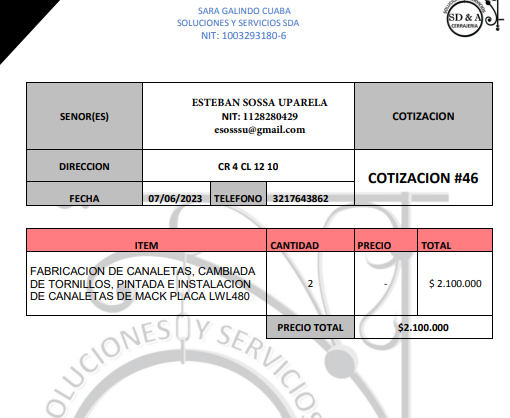 SARA GALINDO CUABA
SOLUCIONES Y SERVICIOS SDA
NIT: 1003293180-6
SD & A
CERRAJERIA
SENOR(ES)
ESTEBAN SOSSA UPARELA
NIT: 1128280429
esosssu@gmail.com
COTIZACION
DIRECCION
CR 4 CL 12 10
COTIZACION #46
FECHA
07/06/2023
TELEFONO
3217643862
ITEM
CANTIDAD
PRECIO
TOTAL
FABRICACION DE CANALETAS, CAMBIADA
DE TORNILLOS, PINTADA E INSTALACION
DE CANALETAS DE MACK PLACA LWL480
2
-
$ 2.100.000
PRECIO TOTAL
$2.100.000
SOLUCIONES Y SERVICIOS